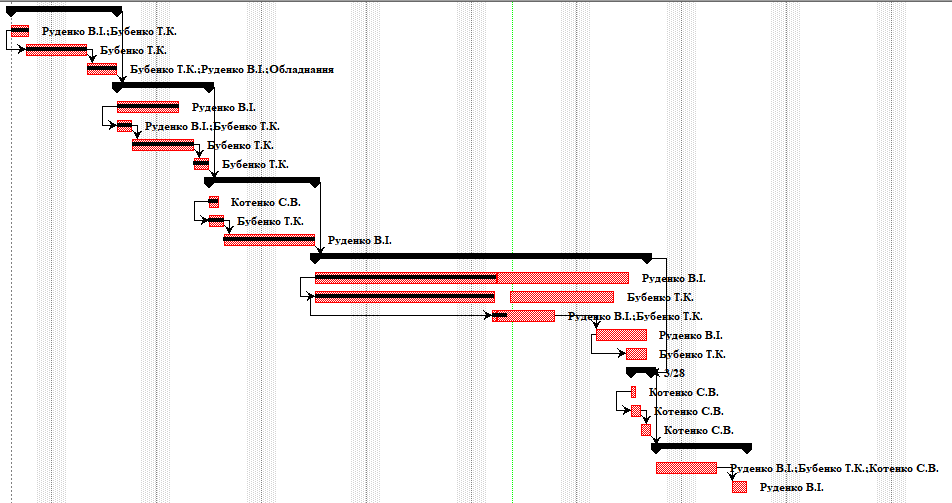 Руденко В.І.;Бубенко Т.К.
Бубенко Т.К.
Бубенко Т.К.;Руденко В.І.;Обладнання
Руденко В.І.
Руденко В.І.;Бубенко Т.К.
Бубенко Т.К.
Бубенко Т.К.
Котенко С.В.
Бубенко Т.К.
Руденко В.І.
Руденко В.І.
Бубенко Т.К.
Руденко В.І.;Бубенко Т.К.
Руденко В.І.
Бубенко Т.К.
3/28
Котенко С.В.
Котенко С.В.
Котенко С.В.
Руденко В.І.;Бубенко Т.К.;Котенко С.В.
Руденко В.І.